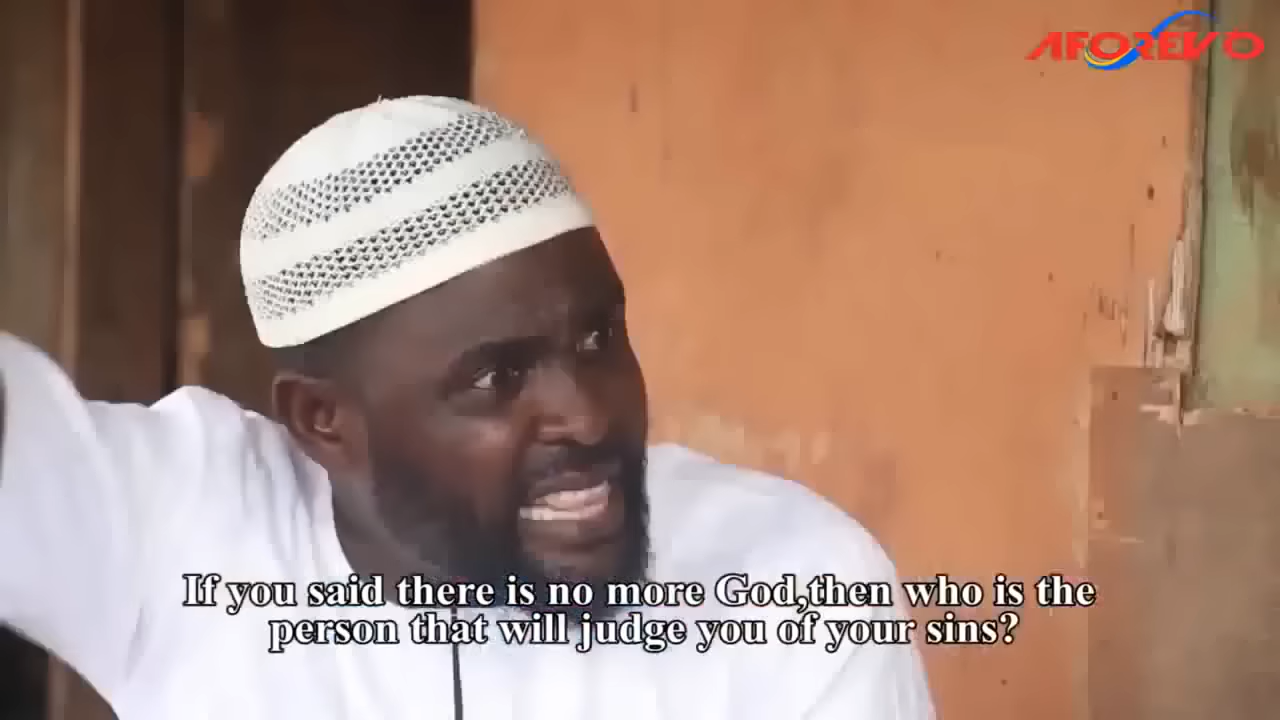 AFOREVO
If you said there is no more God,then who is the
person that will judge you of your sins?